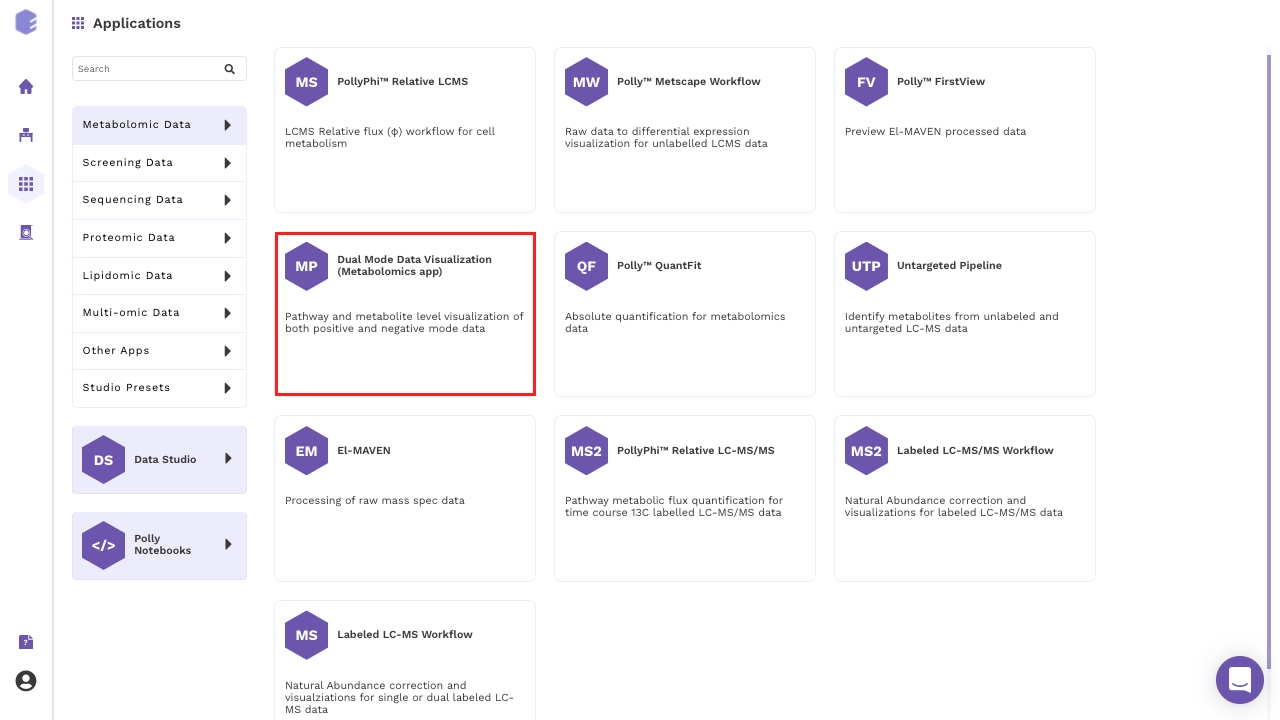 Applications
Search
Metabolomic Data
Screening Data
Sequencing Data
Proteomic Data
Lipidomic Data
Multi-omic Data
Other Apps
Studio Presets
DS
Data Studio
</>
Polly
Notebooks
MS
PollyPhi™ Relative LCMS
LCMS Relative flux (ϕ) workflow for cell
metabolism
MW
Polly™ Metscape Workflow
Raw data to differential expression
visualization for unlabelled LCMS data
FV
Polly™ FirstView
Preview El-MAVEN processed data
MP
Dual Mode Data Visualization
(Metabolomics app)
Pathway and metabolite level visualization of
both positive and negative mode data
QF
Polly™ QuantFit
Absolute quantification for metabolomics
data
UTP
Untargeted Pipeline
Identify metabolites from unlabeled and
untargeted LC-MS data
EM
El-MAVEN
Processing of raw mass spec data
MS2
PollyPhi™ Relative LC-MS/MS
Pathway metabolic flux quantification for
time course 13C labelled LC-MS/MS data
MS2
Labeled LC-MS/MS Workflow
Natural Abundance correction and
visualizations for labeled LC-MS/MS data
MS
Labeled LC-MS Workflow
Natural Abundance correction and
visualziations for single or dual labeled LC-
MS data
?